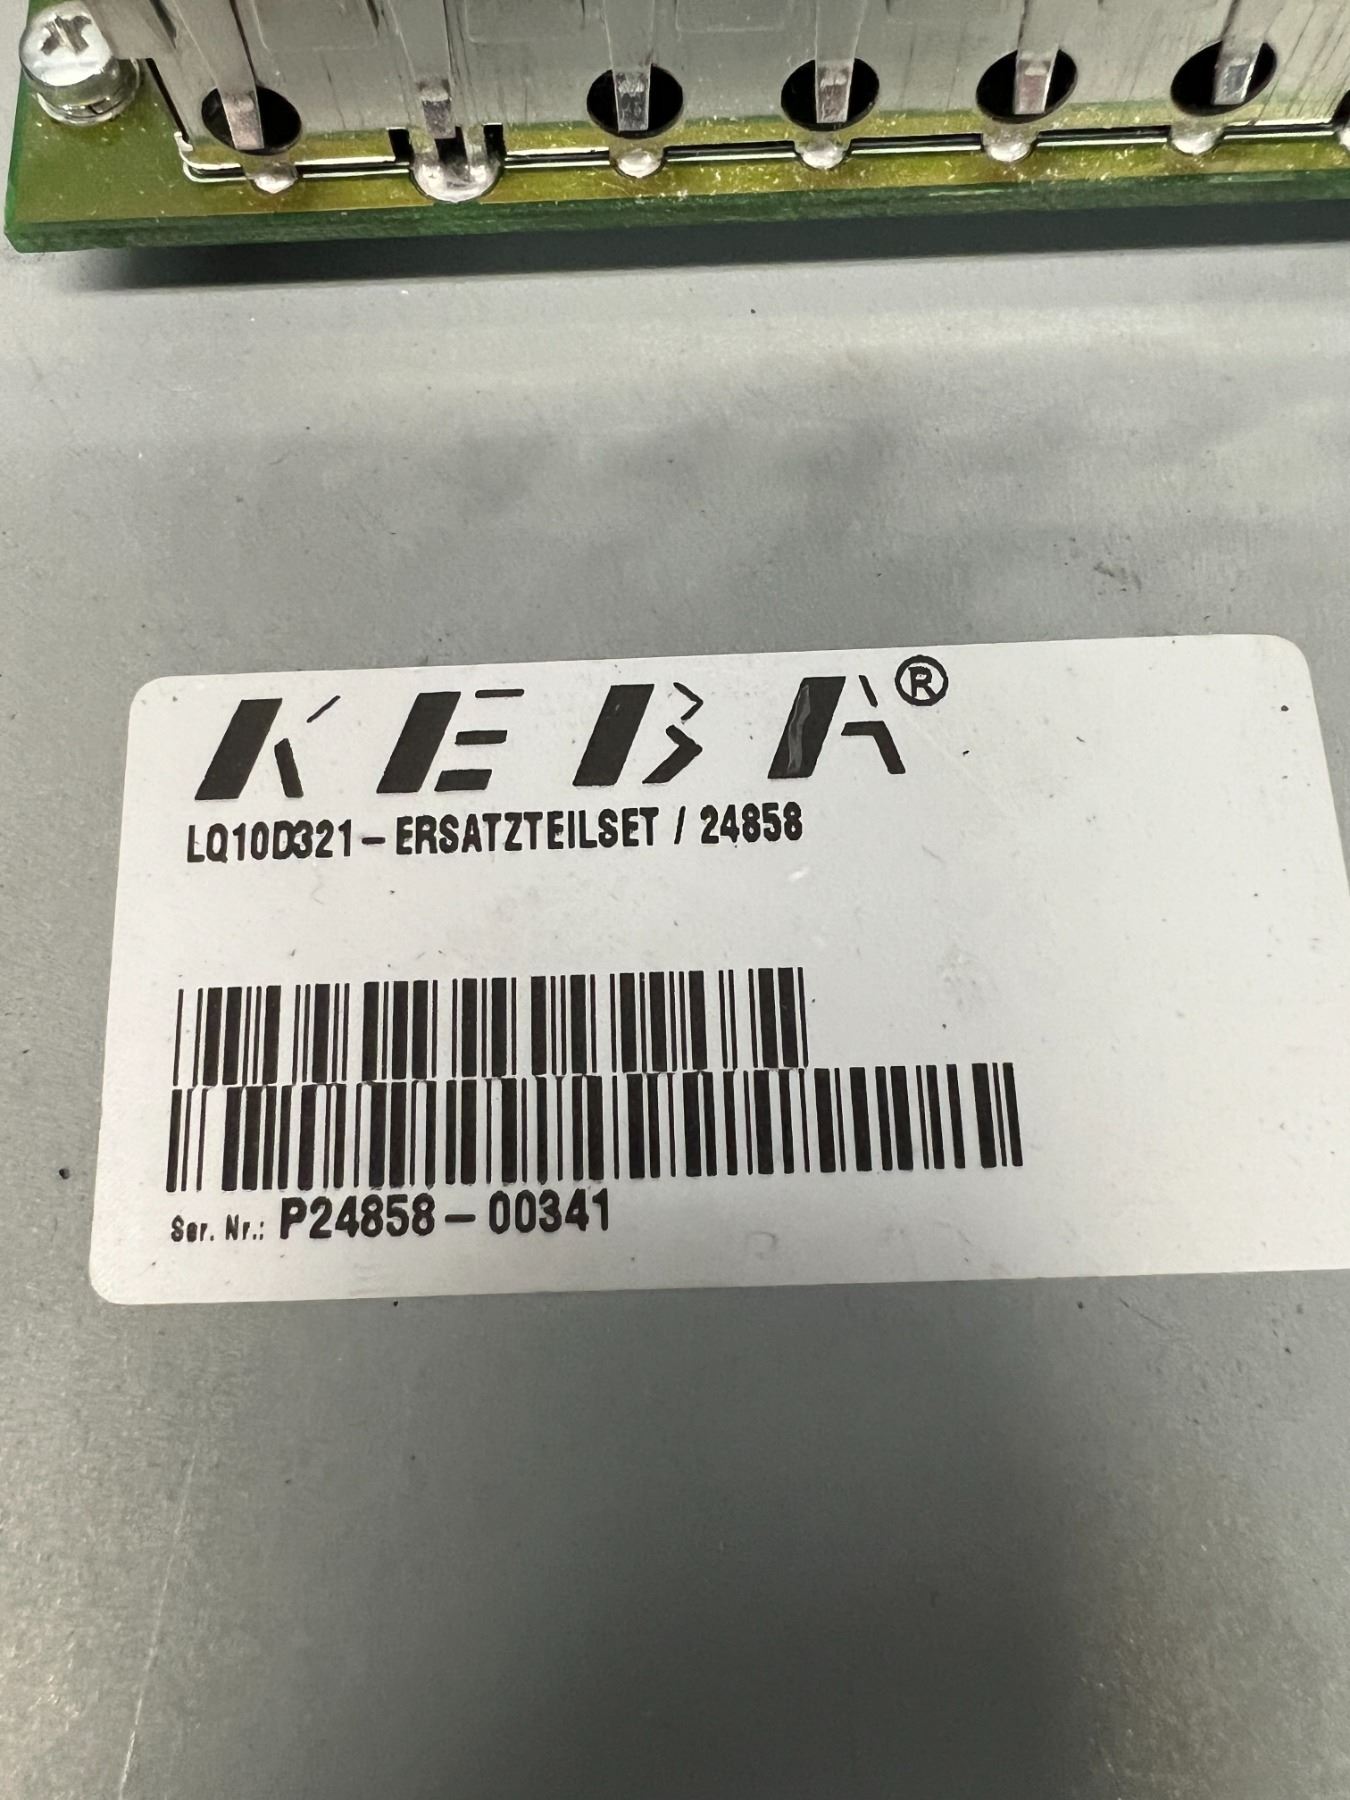 KEBA®
LQ10D321-ERSATZTEILSET / 24858
Ser. Nr.: P24858-00341